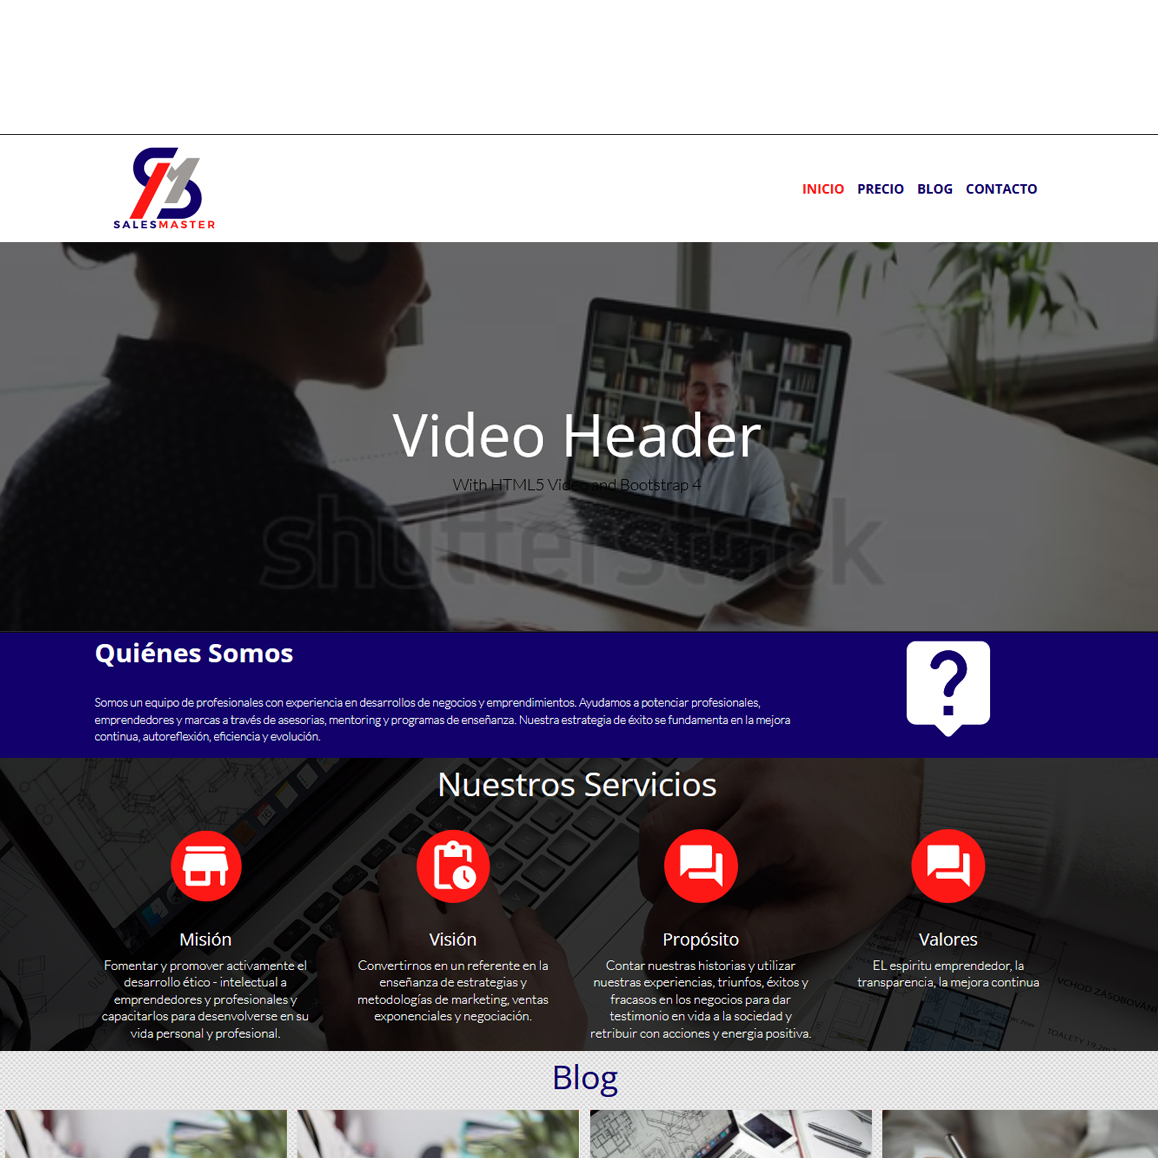 SALESMASTER
INICIO PRECIO BLOG CONTACTO
Video Header
With HTML5 Video and Bootstrap 4
shutterstock
Quiénes Somos
Somos un equipo de profesionales con experiencia en desarrollos de negocios y emprendimientos. Ayudamos a potenciar profesionales,
emprendedores y marcas a través de asesorias, mentoring y programas de enseñanza. Nuestra estrategia de éxito se fundamenta en la mejora
continua, autoreflexión, eficiencia y evolución.
Nuestros Servicios
Misión
Fomentar y promover activamente el
desarrollo ético - intelectual a
emprendedores y profesionales y
capacitarlos para desenvolverse en su
vida personal y profesional.
Visión
Convertirnos en un referente en la
enseñanza de estrategias y
metodologías de marketing, ventas
exponenciales y negociación.
Propósito
Contar nuestras historias y utilizar
nuestras experiencias, triunfos, éxitos y
fracasos en los negocios para dar
testimonio en vida a la sociedad y
retribuir con acciones y energia positiva.
Valores
EL espiritu emprendedor, la
transparencia, la mejora continua
VCHOD ZÁSOBOVÁNÍ
Blog